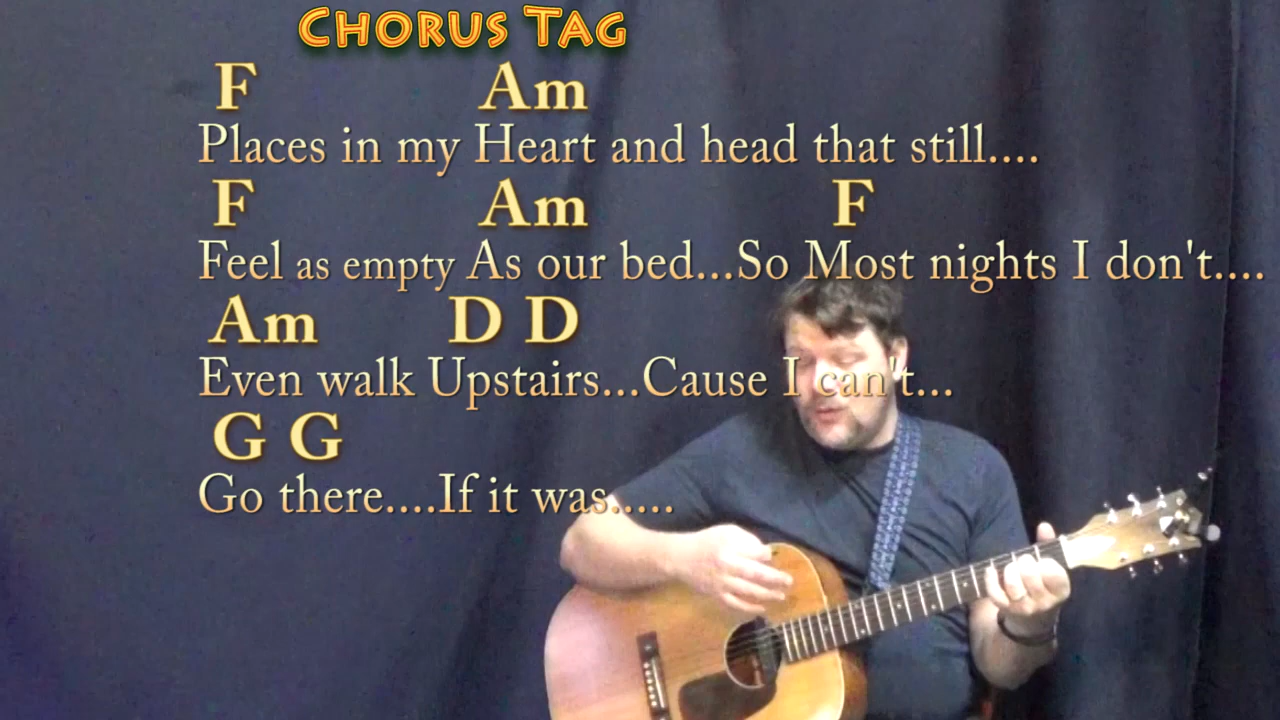 Chorus Tag
F Am
Places in my Heart and head that still....
F Am F
Feel as empty As our bed...So Most nights I don't....
Am D D
Even walk Upstairs...Cause I can't...
G G
Go there....If it was.....